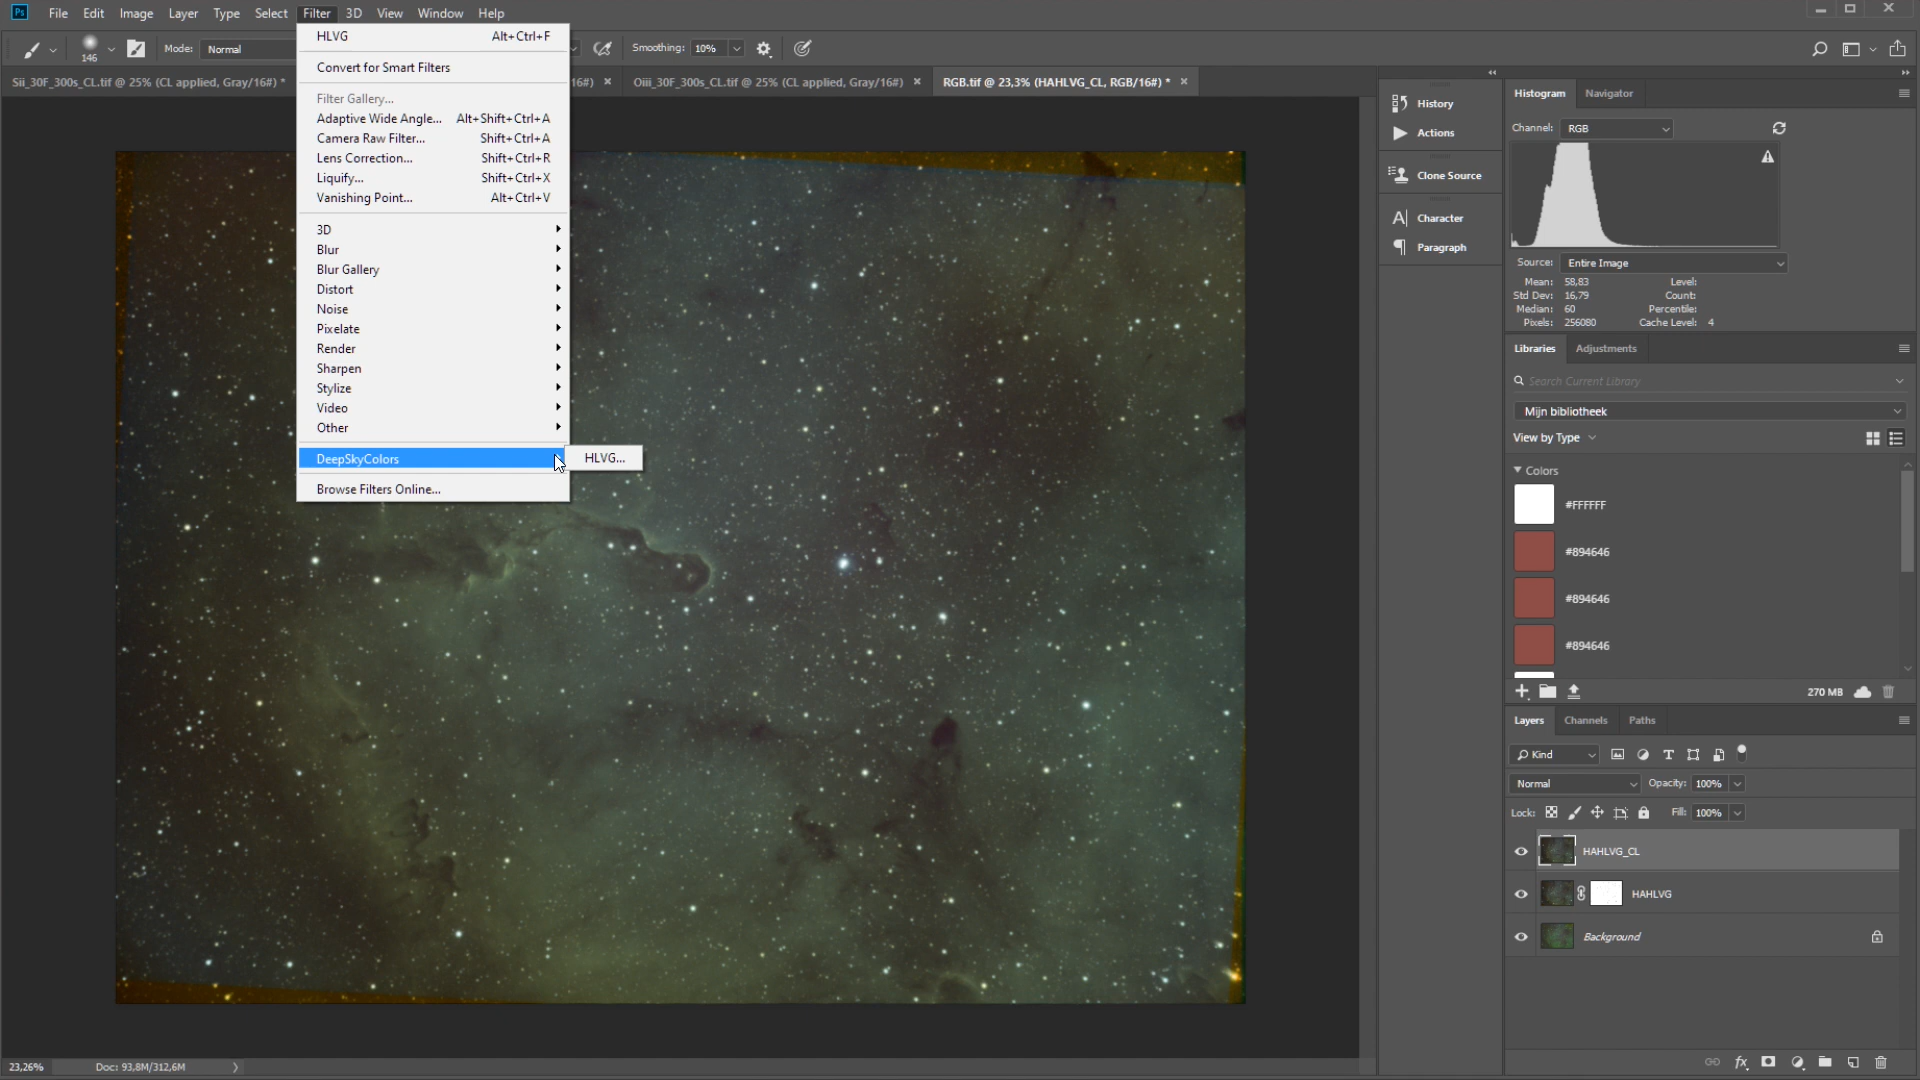 Ps File Edit Image Layer Type Select Filter 3D View Window Help
146 Mode: Normal Smoothing: 10%
Sii_30F_300s_CL.tif @ 25% (CL applied, Gray/16#) * 16#) × Oiii_30F_300s_CL.tif @ 25% (CL applied, Gray/16#) × RGB.tif @ 23,3% (HAHLVG_CL, RGB/16#) * ×
HLVG Alt+Ctrl+F
Convert for Smart Filters
Filter Gallery...
Adaptive Wide Angle... Alt+Shift+Ctrl+A
Camera Raw Filter... Shift+Ctrl+A
Lens Correction... Shift+Ctrl+R
Liquify... Shift+Ctrl+X
Vanishing Point... Alt+Ctrl+V
3D
Blur
Blur Gallery
Distort
Noise
Pixelate
Render
Sharpen
Stylize
Video
Other
DeepSkyColors
HLVG...
Browse Filters Online...
History
Actions
Clone Source
Character
Paragraph
Histogram Navigator
Channel: RGB
Source: Entire Image
Mean: 58,83 Level:
Std Dev: 16,79 Count:
Median: 60 Percentile:
Pixels: 256080 Cache Level: 4
Libraries Adjustments
Search Current Library
Mijn bibliotheek
View by Type
Colors
#FFFFFF
#894646
#894646
#894646
270 MB
Layers Channels Paths
Kind
Normal Opacity: 100%
Lock: Fill: 100%
HAHLVG_CL
HAHLVG
Background
23,26% Doc: 93,8M/312,6M